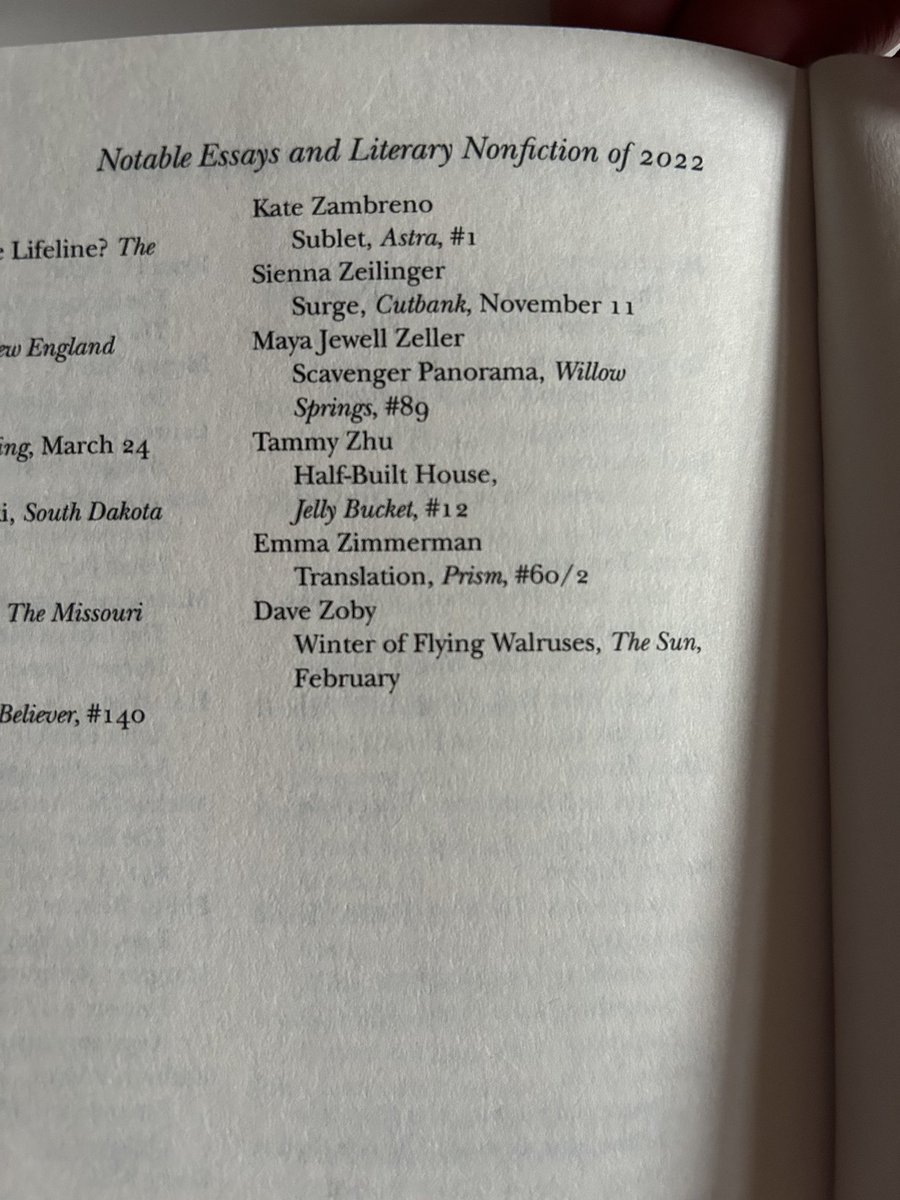 Notable Essays and Literary Nonfiction of 2022
Lifeline? The
England
March 24
South Dakota
The Missouri
Believer, #140
Kate Zambreno
Sublet, Astra, #1
Sienna Zeilinger
Surge, Cutbank, November 11
Maya Jewell Zeller
Scavenger Panorama, Willow
Springs, #89
Tammy Zhu
Half-Built House,
Jelly Bucket, #12
Emma Zimmerman
Translation, Prism, #60/2
Dave Zoby
Winter of Flying Walruses, The Sun,
February